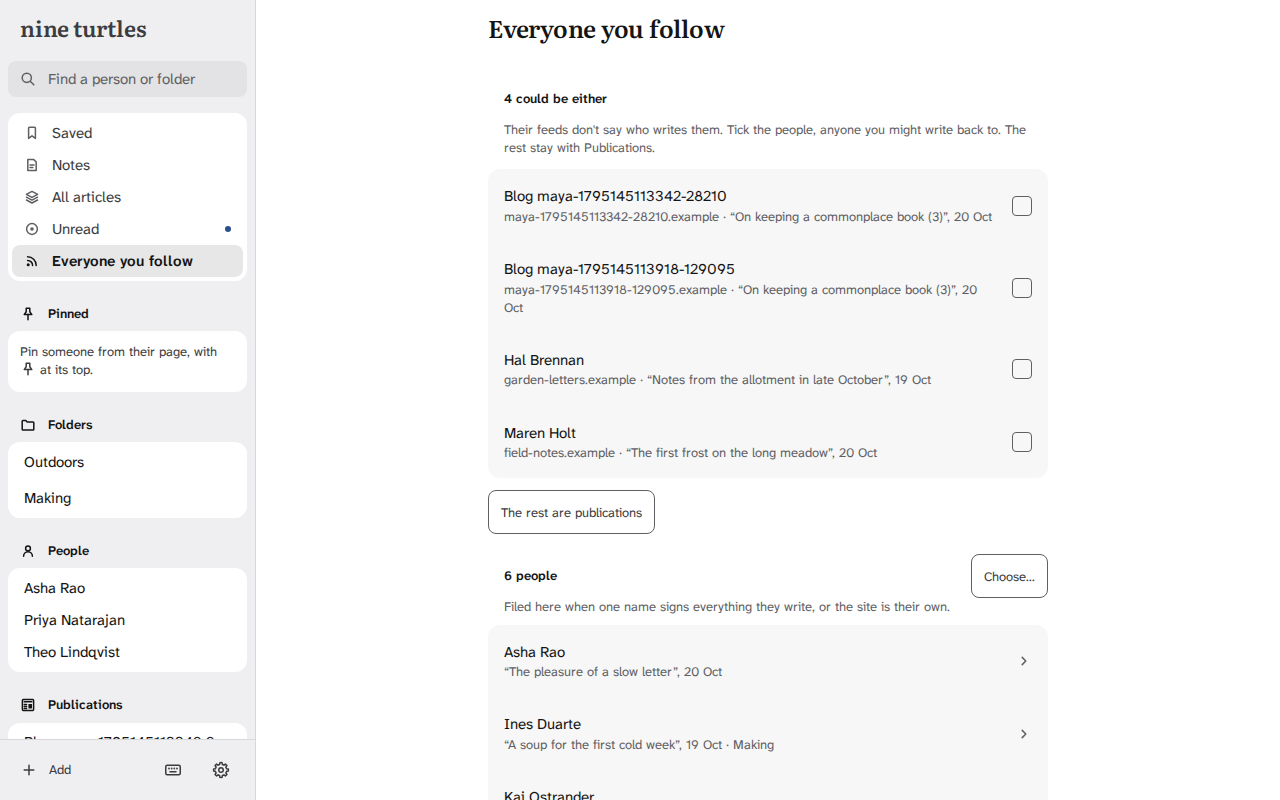 nine turtles
Find a person or folder
Saved
Notes
All articles
Unread
Everyone you follow
Pinned
Pin someone from their page, with
at its top.
Folders
Outdoors
Making
People
Asha Rao
Priya Natarajan
Theo Lindqvist
Publications
Add
Everyone you follow
4 could be either
Their feeds don't say who writes them. Tick the people, anyone you might write back to. The
rest stay with Publications.
Blog maya-1795145113342-28210
maya-1795145113342-28210.example · “On keeping a commonplace book (3)”, 20 Oct
Blog maya-1795145113918-129095
maya-1795145113918-129095.example · “On keeping a commonplace book (3)”, 20
Oct
Hal Brennan
garden-letters.example · “Notes from the allotment in late October”, 19 Oct
Maren Holt
field-notes.example · “The first frost on the long meadow”, 20 Oct
The rest are publications
6 people
Choose...
Filed here when one name signs everything they write, or the site is their own.
Asha Rao
“The pleasure of a slow letter”, 20 Oct
Ines Duarte
“A soup for the first cold week”, 19 Oct · Making
Kai Ostrander